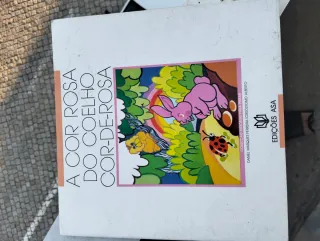 A COR ROSA
DO COELHO
COR-DE-ROSA
EDIÇÕES ASA